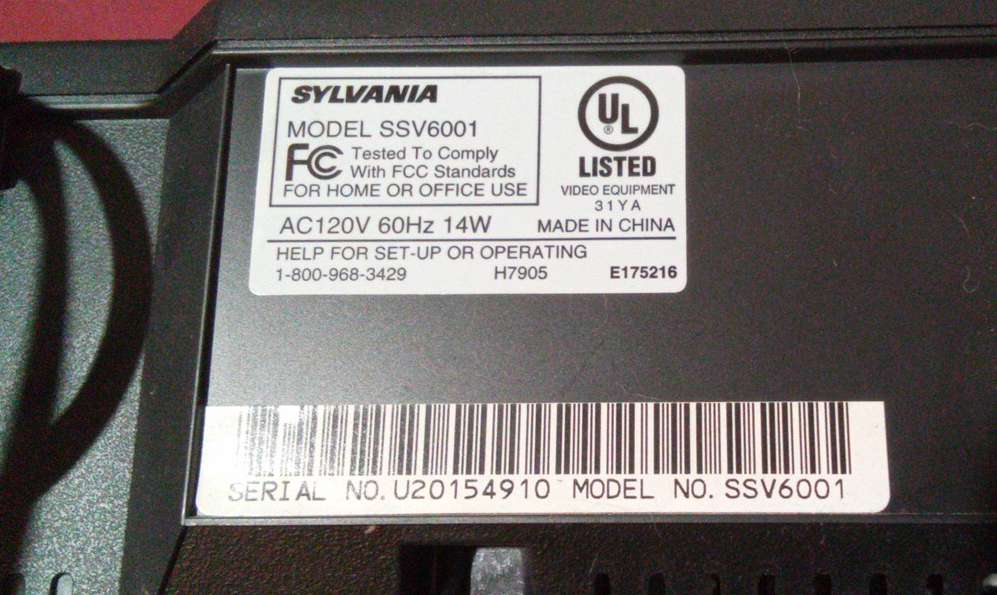 SYLVANIA
MODEL SSV6001
FC Tested To Comply
With FCC Standards
FOR HOME OR OFFICE USE
UL
®
LISTED
VIDEO EQUIPMENT
31YA
AC120V 60Hz 14W
MADE IN CHINA
HELP FOR SET-UP OR OPERATING
1-800-968-3429 H7905 E175216
SERIAL NO. U20154910 MODEL NO. SSV6001